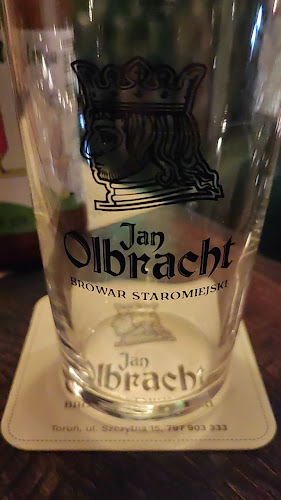 Jan
Olbracht
BROWAR STAROMIEJSKI
Jan
Olbracht
Toruń, ul. Szczytna 15, 797 903 333